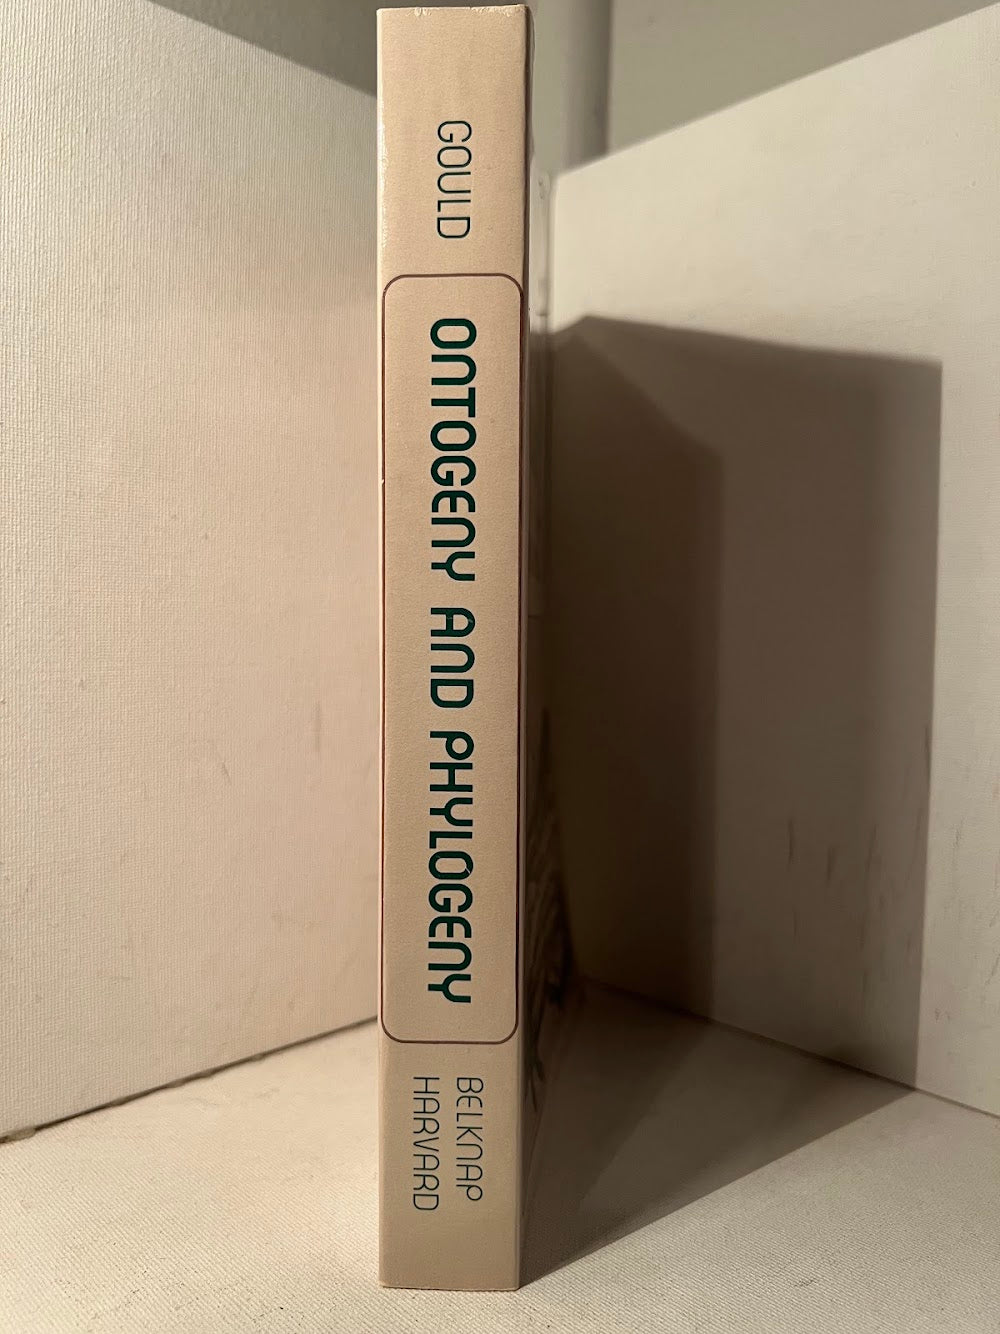 GOULD
ONTOGENY AND PHYLOGENY
BELKNAP
HARVARD